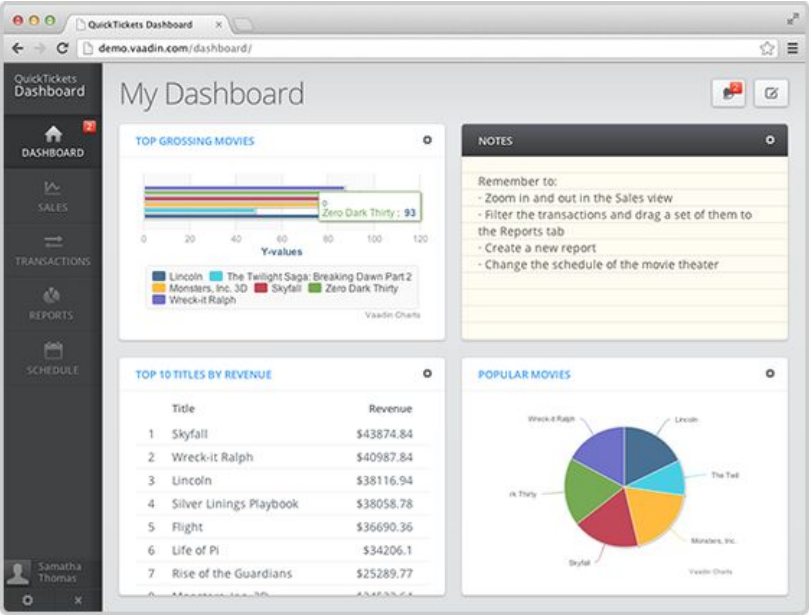 QuickTickets Dashboard
demo.vaadin.com/dashboard/
QuickTickets
Dashboard
2
DASHBOARD
SALES
TRANSACTIONS
REPORTS
SCHEDULE
Samatha
Thomas
My Dashboard
2
TOP GROSSING MOVIES
0
Zero Dark Thirty : 93
0 20 40 60 80 100 120
Y-values
Lincoln The Twilight Saga: Breaking Dawn Part 2
Monsters, Inc. 3D Skyfall Zero Dark Thirty
Wreck-it Ralph
Vaadin Charts
NOTES
Remember to:
· Zoom in and out in the Sales view
· Filter the transactions and drag a set of them to
the Reports tab
· Create a new report
· Change the schedule of the movie theater
TOP 10 TITLES BY REVENUE
Title Revenue
1 Skyfall $43874.84
2 Wreck-it Ralph $40987.84
3 Lincoln $38116.94
4 Silver Linings Playbook $38058.78
5 Flight $36690.36
6 Life of Pi $34206.1
7 Rise of the Guardians $25289.77
POPULAR MOVIES
Wreck-it Ralph
Lincoln
The Twil
rk Thirty
Monsters, Inc.
Skyfall
Vaadin Charts